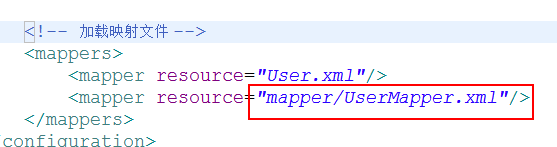 <!-- 加载映射文件 -->
<mappers>
<mapper resource="User.xml"/>
<mapper resource="mapper/UserMapper.xml"/>
</mappers>
/configuration>